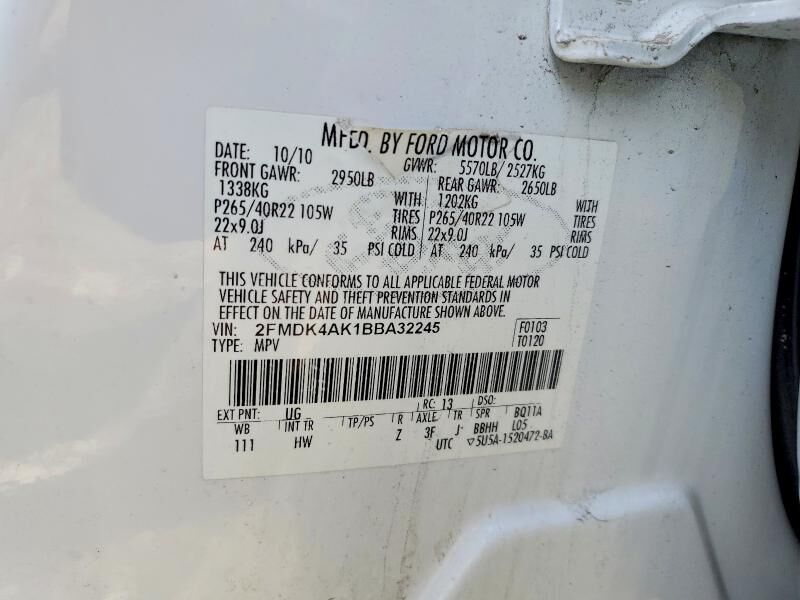 MFED. BY FORD MOTOR CO.
DATE: 10/10 GVWR: 5570LB/ 2527KG
FRONT GAWR: 2950LB REAR GAWR: 2650LB
1338KG WITH 1202KG WITH
P265/40R22 105W TIRES P265/40R22 105W TIRES
22x9.0J RIMS 22x9.0J RIMS
AT 240 kPa/ 35 PSI COLD AT 240 kPa/ 35 PSI COLD
THIS VEHICLE CONFORMS TO ALL APPLICABLE FEDERAL MOTOR
VEHICLE SAFETY AND THEFT PREVENTION STANDARDS IN
EFFECT ON THE DATE OF MANUFACTURE SHOWN ABOVE.
VIN: 2FMDK4AK1BBA32245 F0103
TYPE: MPV T0120
EXT PNT: UG RC: 13 DSO:
WB INT TR TP/PS R AXLE TR SPR BQ11A
111 HW Z 3F J BBHH L05
UTC ▽5U5A-1520472-BA